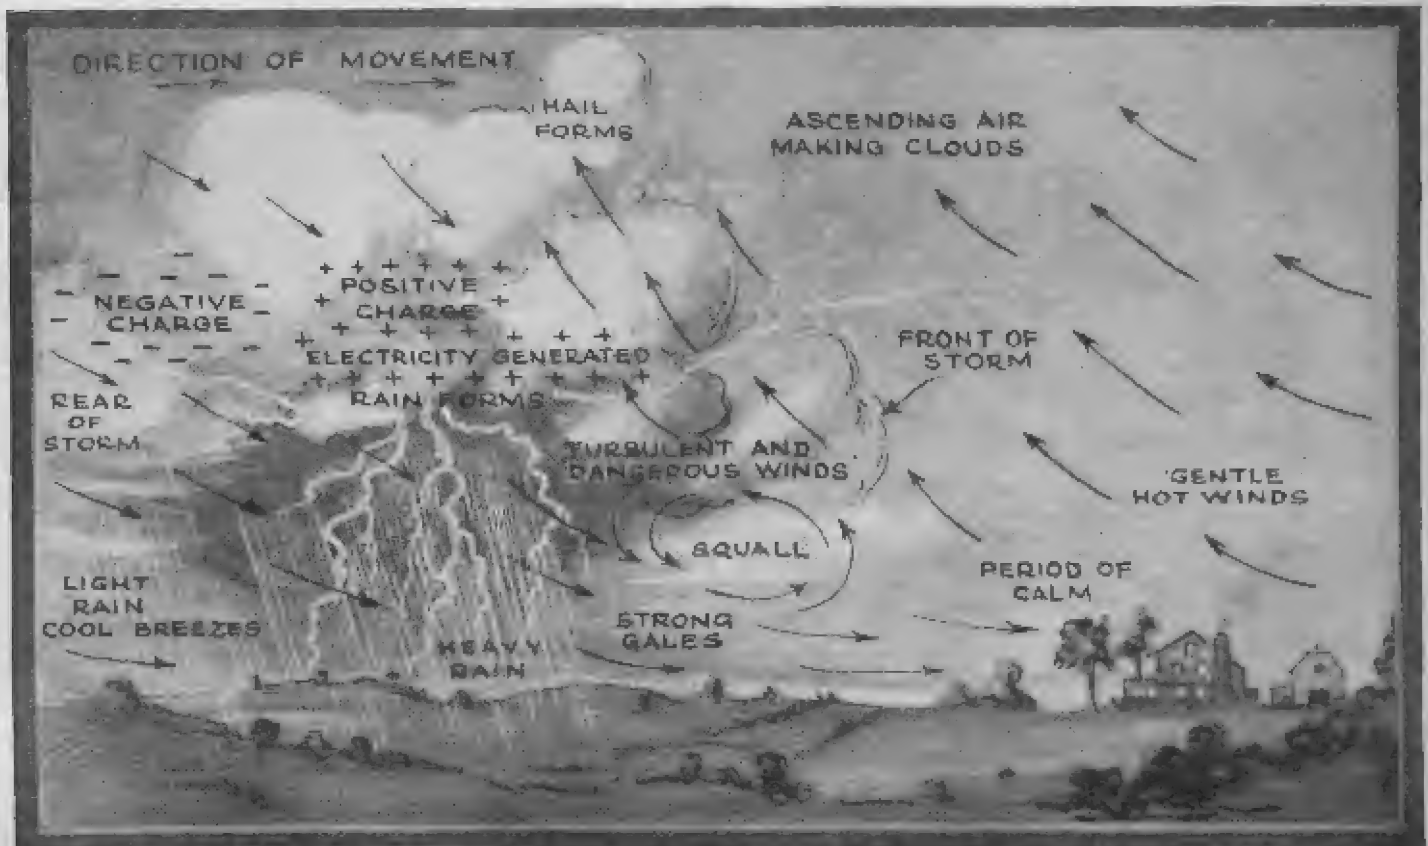 DIRECTION OF MOVEMENT
HAIL
FORMS
ASCENDING AIR
MAKING CLOUDS
NEGATIVE
CHARGE
POSITIVE
CHARGE
ELECTRICITY GENERATED
RAIN FORMS
FRONT OF
STORM
REAR
OF
STORM
TURBULENT AND
DANGEROUS WINDS
GENTLE
HOT WINDS
SQUALL
PERIOD OF
CALM
LIGHT
RAIN
COOL BREEZES
STRONG
GALES
HEAVY
RAIN